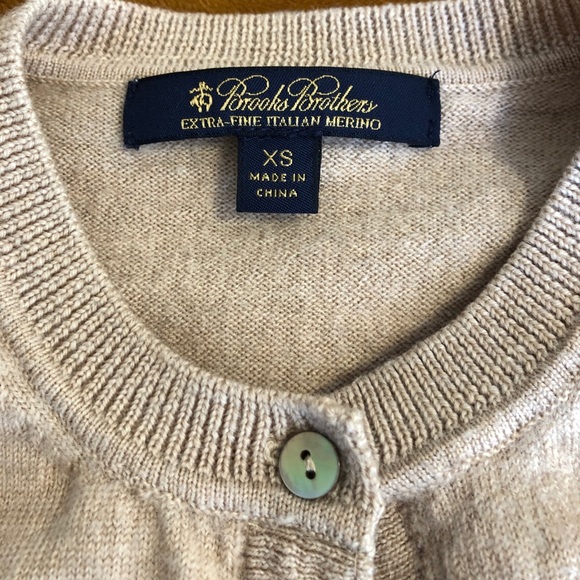 Brooks Brothers
EXTRA-FINE ITALIAN MERINO
XS
MADE IN
CHINA